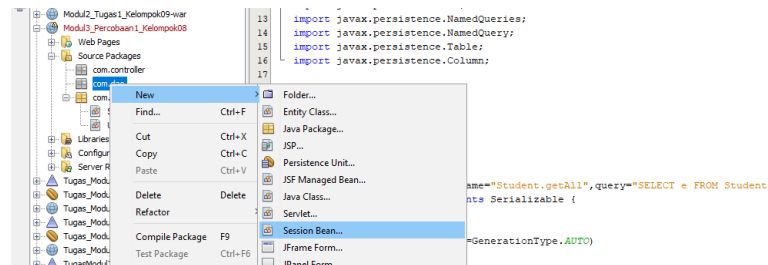 Modul2_Tugas1_Kelompok09-war
Modul3_Percobaan1_Kelompok08
Web Pages
Source Packages
com.controller
com.dao
com.
Libraries
Configur
Server R
Tugas_Modu
Tugas_Modu
Tugas_Modu
Tugas_Modu
Tugas_Modu
Tugas_Modu
Tugas_Modu
TugasModul
New
Find... Ctrl+F
Cut Ctrl+X
Copy Ctrl+C
Paste Ctrl+V
Delete Delete
Refactor
Compile Package F9
Test Package Ctrl+F6
Folder...
Entity Class...
Java Package...
JSP...
Persistence Unit...
JSF Managed Bean...
Java Class...
Servlet...
Session Bean...
JFrame Form...
JPanel Form
13 import javax.persistence.NamedQueries;
14 import javax.persistence.NamedQuery;
15 import javax.persistence.Table;
16 import javax.persistence.Column;
17
ame="Student.getAll",query="SELECT e FROM Student
nts Serializable {
=GenerationType.AUTO)